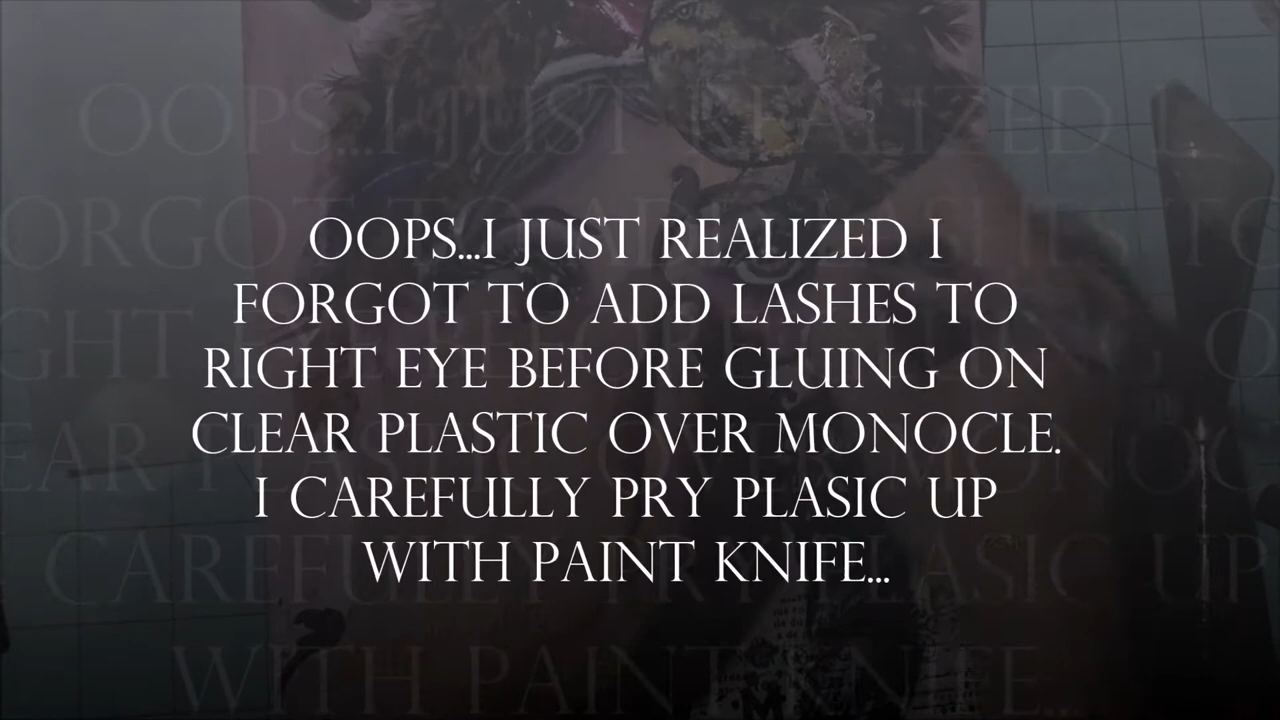 OOPS...I JUST REALIZED I
FORGOT TO ADD LASHES TO
RIGHT EYE BEFORE GLUING ON
CLEAR PLASTIC OVER MONOCLE.
I CAREFULLY PRY PLASIC UP
WITH PAINT KNIFE...